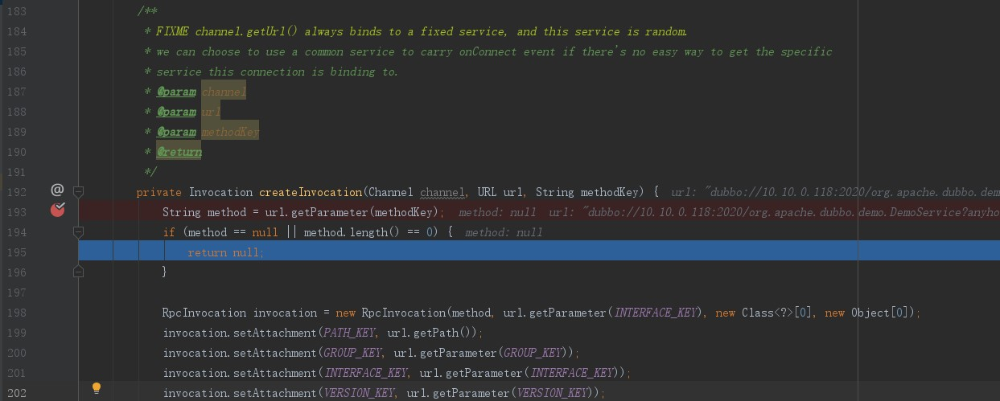 183 /**
184 * FIXME channel.getUrl() always binds to a fixed service, and this service is random.
185 * we can choose to use a common service to carry onConnect event if there's no easy way to get the specific
186 * service this connection is binding to.
187 * @param channel
188 * @param url
189 * @param methodKey
190 * @return
191 */
192 @ private Invocation createInvocation(Channel channel, URL url, String methodKey) { url: "dubbo://10.10.0.118:2020/org.apache.dubbo.dem
193 String method = url.getParameter(methodKey); method: null url: "dubbo://10.10.0.118:2020/org.apache.dubbo.demo.DemoService?anyho
194 if (method == null || method.length() == 0) { method: null
195 return null;
196 }
197
198 RpcInvocation invocation = new RpcInvocation(method, url.getParameter(INTERFACE_KEY), new Class<?>[0], new Object[0]);
199 invocation.setAttachment(PATH_KEY, url.getPath());
200 invocation.setAttachment(GROUP_KEY, url.getParameter(GROUP_KEY));
201 invocation.setAttachment(INTERFACE_KEY, url.getParameter(INTERFACE_KEY));
202 invocation.setAttachment(VERSION_KEY, url.getParameter(VERSION_KEY));